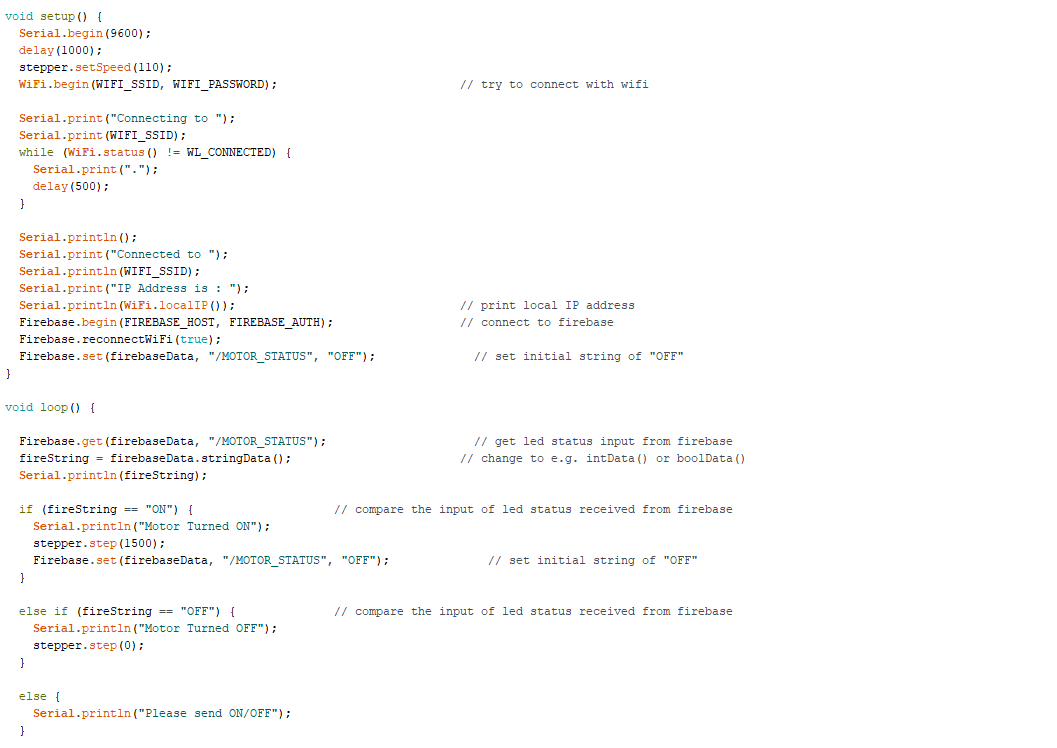 void setup() {
  Serial.begin(9600);
  delay(1000);
  stepper.setSpeed(110);
  WiFi.begin(WIFI_SSID, WIFI_PASSWORD);                          // try to connect with wifi

  Serial.print("Connecting to ");
  Serial.print(WIFI_SSID);
  while (WiFi.status() != WL_CONNECTED) {
    Serial.print(".");
    delay(500);
  }

  Serial.println();
  Serial.print("Connected to ");
  Serial.println(WIFI_SSID);
  Serial.print("IP Address is : ");
  Serial.println(WiFi.localIP());                                // print local IP address
  Firebase.begin(FIREBASE_HOST, FIREBASE_AUTH);                  // connect to firebase
  Firebase.reconnectWiFi(true);
  Firebase.set(firebaseData, "/MOTOR_STATUS", "OFF");              // set initial string of "OFF"
}

void loop() {

  Firebase.get(firebaseData, "/MOTOR_STATUS");                     // get led status input from firebase
  fireString = firebaseData.stringData();                        // change to e.g. intData() or boolData()
  Serial.println(fireString);

  if (fireString == "ON") {                    // compare the input of led status received from firebase
    Serial.println("Motor Turned ON");
    stepper.step(1500);
    Firebase.set(firebaseData, "/MOTOR_STATUS", "OFF");              // set initial string of "OFF"
  }

  else if (fireString == "OFF") {              // compare the input of led status received from firebase
    Serial.println("Motor Turned OFF");
    stepper.step(0);
  }

  else {
    Serial.println("Please send ON/OFF");
  }